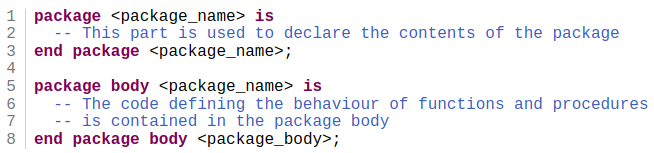 1 package <package_name> is
2   -- This part is used to declare the contents of the package
3 end package <package_name>;
4
5 package body <package_name> is
6   -- The code defining the behaviour of functions and procedures
7   -- is contained in the package body
8 end package body <package_body>;